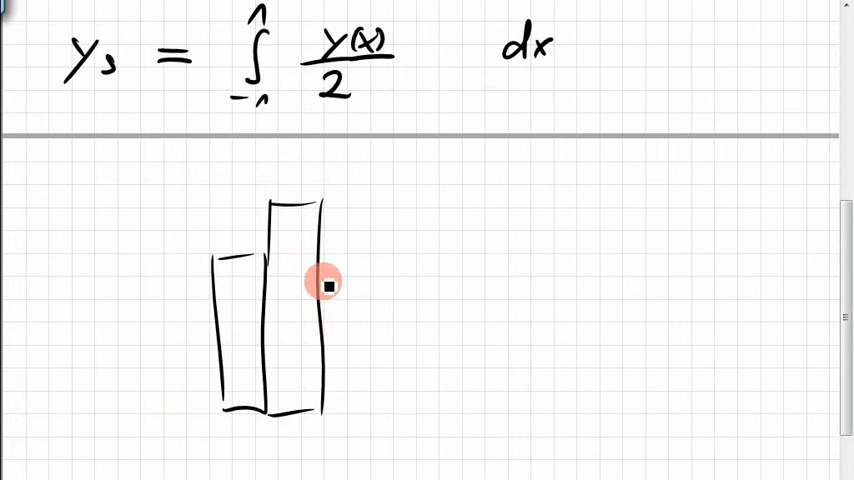 y_s = ∫_{-1}^{1} y(x)/2 dx